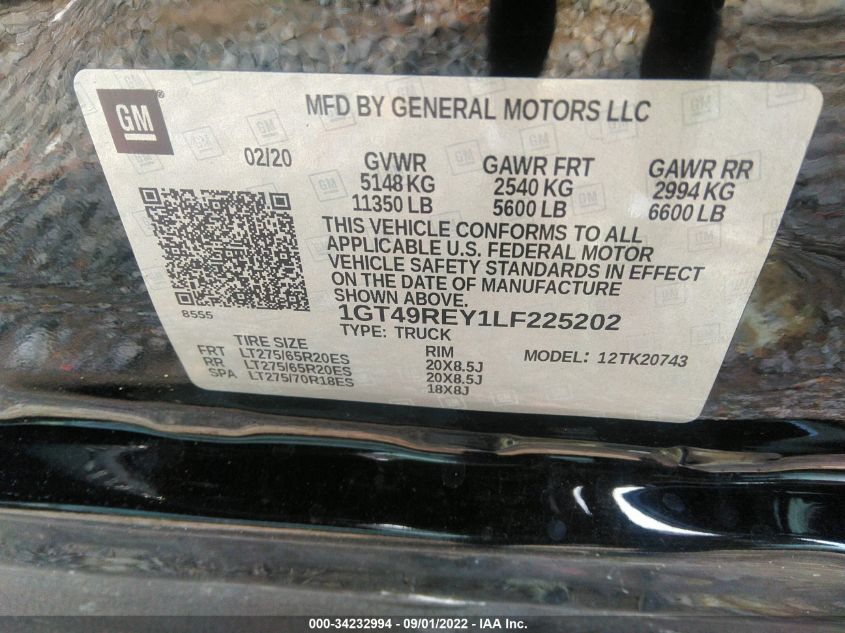 GM
MFD BY GENERAL MOTORS LLC
02/20
GVWR
5148 KG
11350 LB
GAWR FRT
2540 KG
5600 LB
GAWR RR
2994 KG
6600 LB
THIS VEHICLE CONFORMS TO ALL
APPLICABLE U.S. FEDERAL MOTOR
VEHICLE SAFETY STANDARDS IN EFFECT
ON THE DATE OF MANUFACTURE
SHOWN ABOVE.
8555
1GT49REY1LF225202
TYPE: TRUCK
TIRE SIZE
RIM
MODEL: 12TK20743
FRT LT275/65R20ES 20X8.5J
RR LT275/65R20ES 20X8.5J
SPA LT275/70R18ES 18X8J
000-34232994 - 09/01/2022 - IAA Inc.